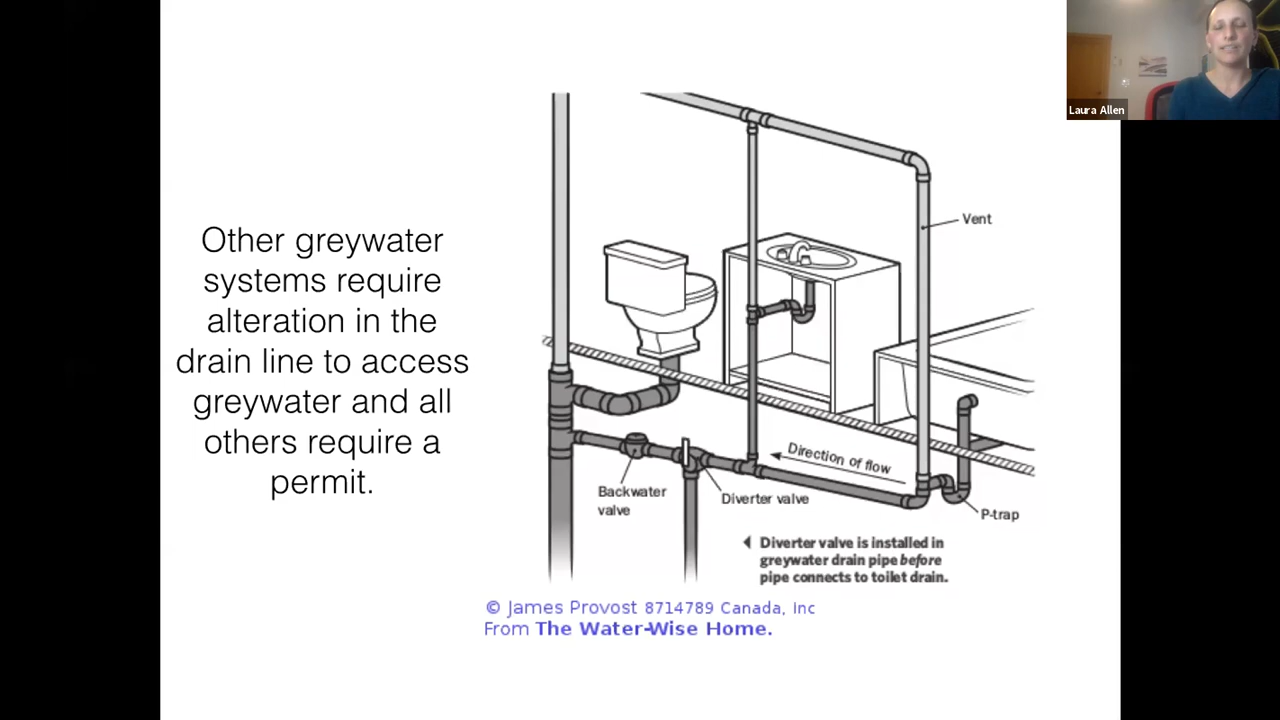 Laura Allen
Other greywater
systems require
alteration in the
drain line to access
greywater and all
others require a
permit.
Vent
Direction of flow
Backwater
valve
Diverter valve
P-trap
Diverter valve is installed in
greywater drain pipe before
pipe connects to toilet drain.
© James Provost 8714789 Canada, Inc
From The Water-Wise Home.